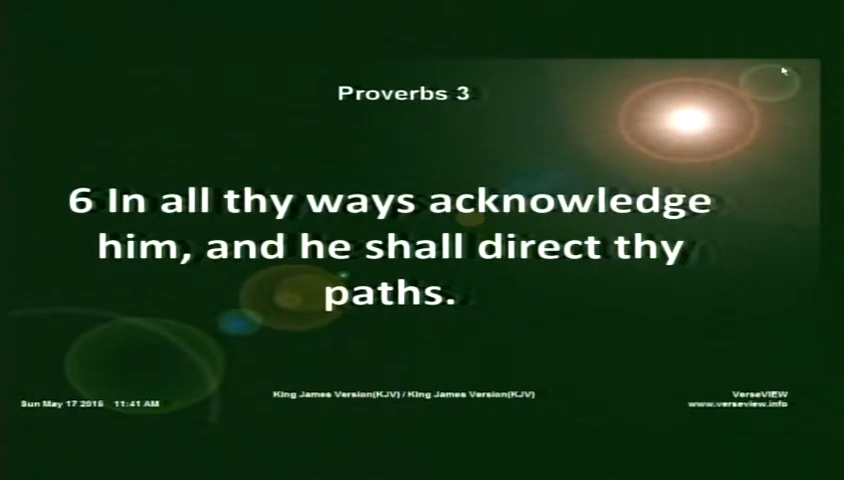 Proverbs 3
6 In all thy ways acknowledge
him, and he shall direct thy
paths.
King James Version(KJV) / King James Version(KJV)
Sun May 17 2015 11:41 AM
VerseVIEW
www.verseview.info